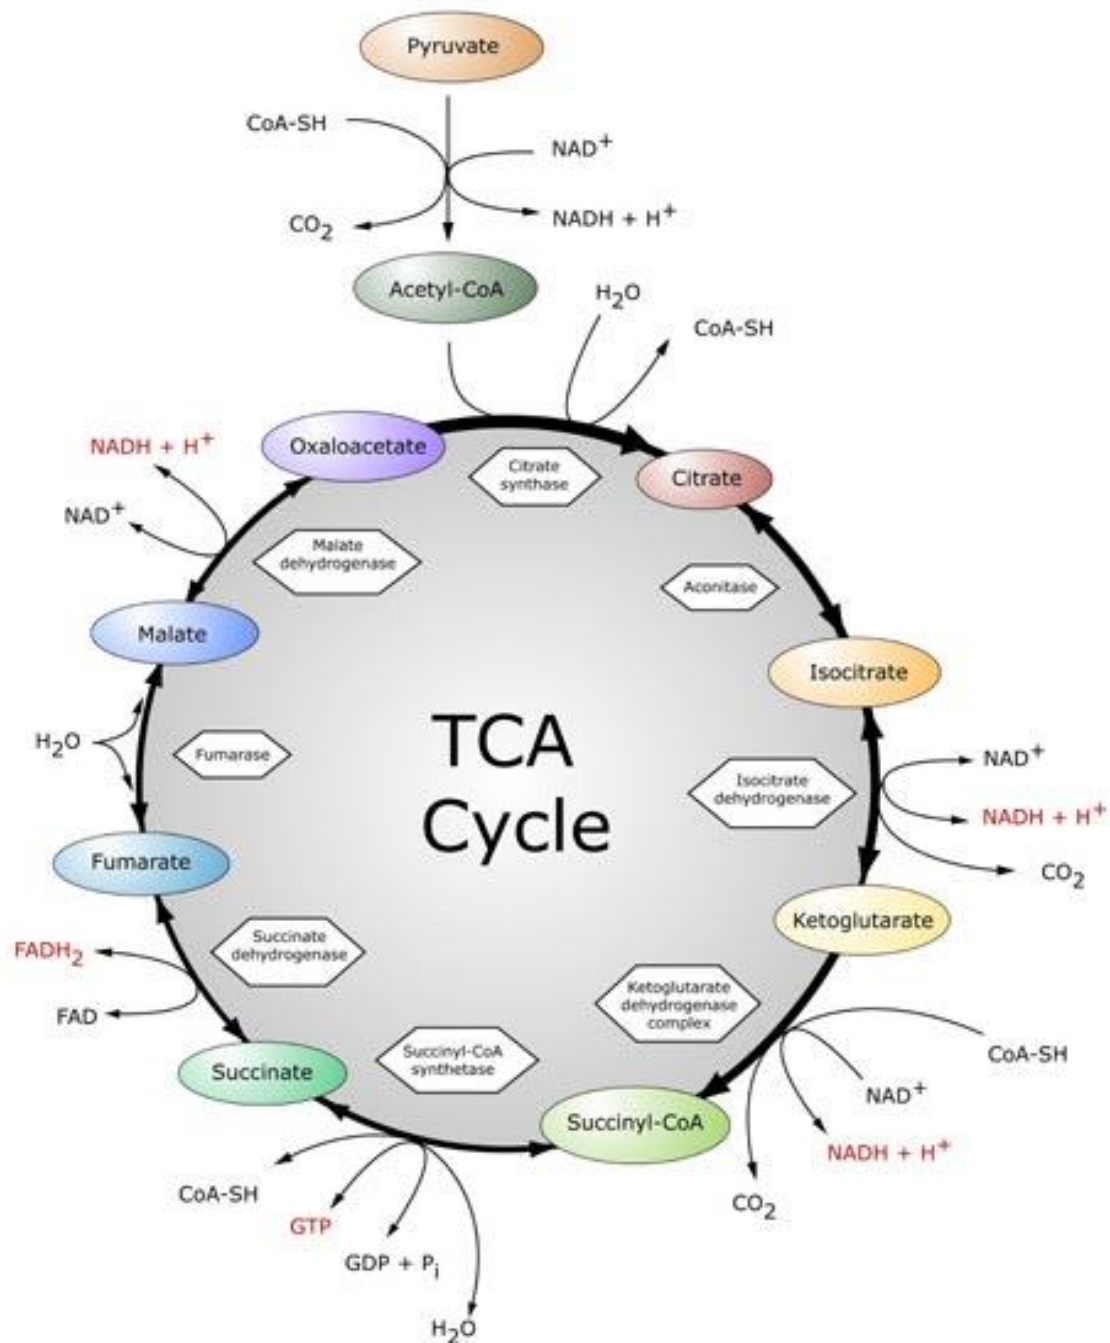 Pyruvate
CoA-SH
NAD⁺
CO₂
NADH + H⁺
Acetyl-CoA
H₂O
CoA-SH
Oxaloacetate
Citrate
synthase
Citrate
NADH + H⁺
NAD⁺
Malate
dehydrogenase
Aconitase
Malate
Isocitrate
TCA
Cycle
H₂O
Fumarase
Isocitrate
dehydrogenase
NAD⁺
NADH + H⁺
CO₂
Fumarate
Ketoglutarate
FADH₂
FAD
Succinate
dehydrogenase
Ketoglutarate
dehydrogenase
complex
Succinate
Succinyl-CoA
synthetase
Succinyl-CoA
CoA-SH
NAD⁺
NADH + H⁺
CO₂
CoA-SH
GTP
GDP + Pᵢ
H₂O